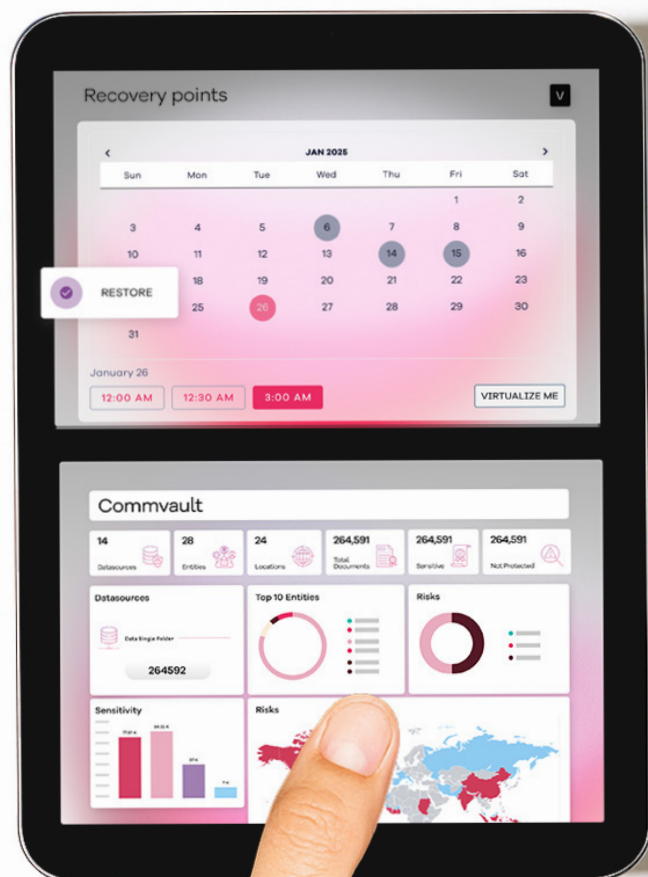 Recovery points
V
JAN 2025
Sun Mon Tue Wed Thu Fri Sat
1 2
3 4 5 6 7 8 9
10 11 12 13 14 15 16
RESTORE
18 19 20 21 22 23
25 26 27 28 29 30
31
January 26
12:00 AM 12:30 AM 3:00 AM VIRTUALIZE ME
Commvault
14 28 24 264,591 264,591 264,591
Datasources Entities Locations Total Documents Sensitive Not Protected
Datasources Top 10 Entities Risks
Data Single Folder
264592
Sensitivity Risks